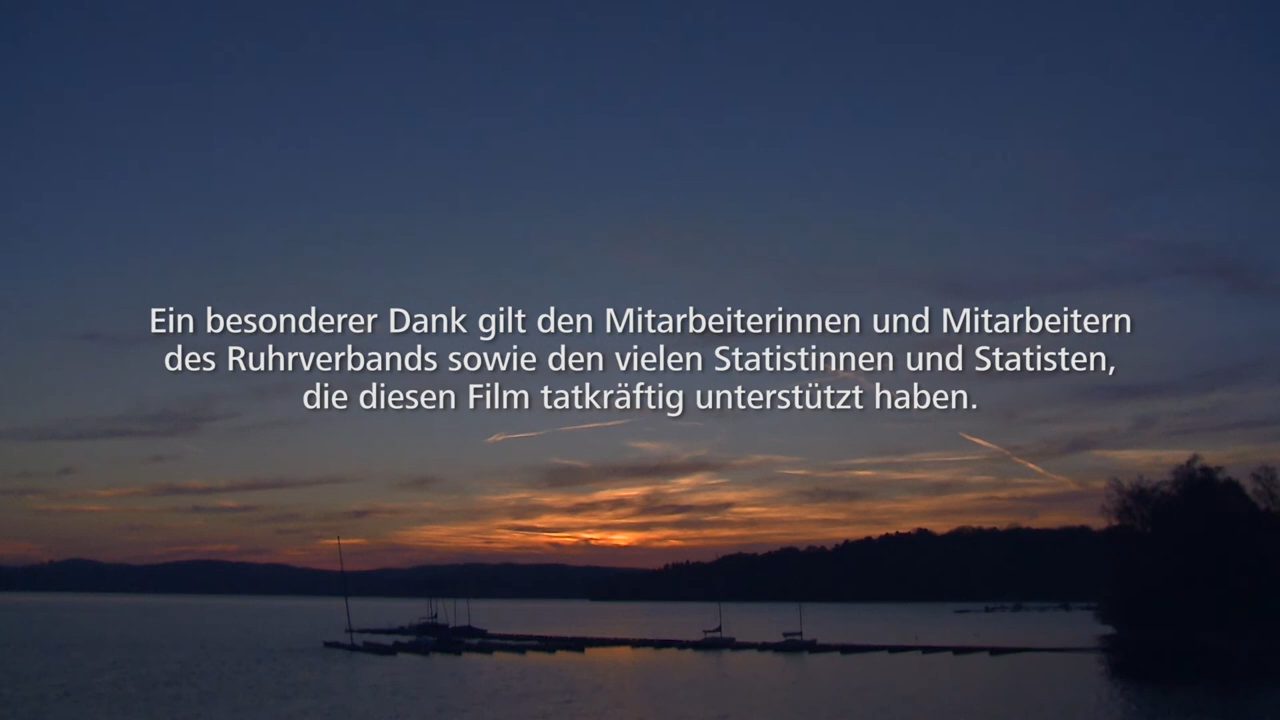 Ein besonderer Dank gilt den Mitarbeiterinnen und Mitarbeitern
des Ruhrverbands sowie den vielen Statistinnen und Statisten,
die diesen Film tatkräftig unterstützt haben.